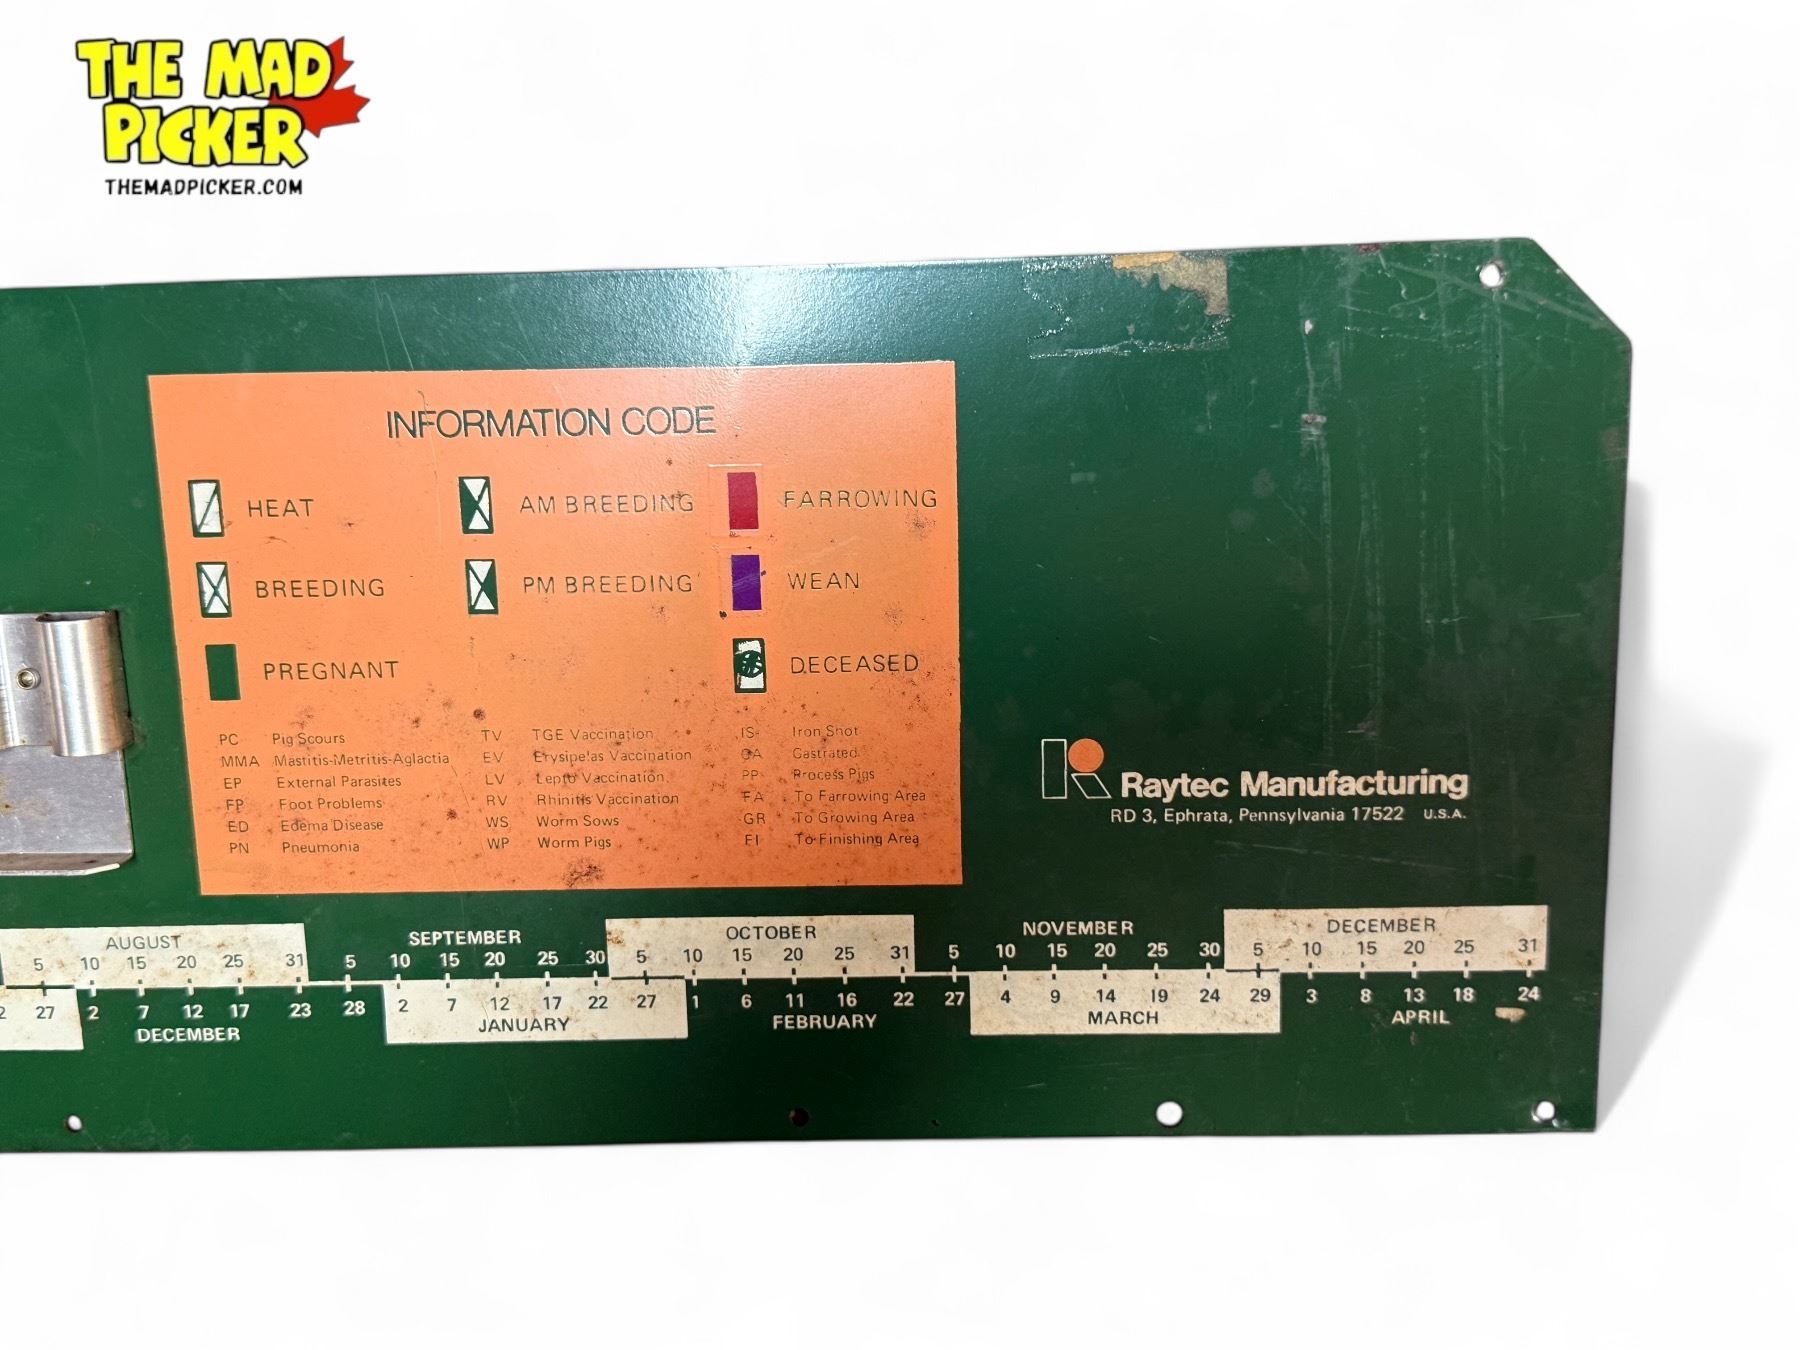 THE MAD
PICKER
THEMADPICKER.COM
INFORMATION CODE
HEAT
AM BREEDING
FARROWING
BREEDING
PM BREEDING
WEAN
PREGNANT
DECEASED
PC Pig Scours
MMA Mastitis-Metritis-Aglactia
EP External Parasites
FP Foot Problems
ED Edema Disease
PN Pneumonia
TV TGE Vaccination
EV Erysipelas Vaccination
LV Lepto Vaccination
RV Rhinitis Vaccination
WS Worm Sows
WP Worm Pigs
IS Iron Shot
CA Castrated
PP Process Pigs
FA To Farrowing Area
GR To Growing Area
FI To Finishing Area
Raytec Manufacturing
RD 3, Ephrata, Pennsylvania 17522 U.S.A.
AUGUST SEPTEMBER OCTOBER NOVEMBER DECEMBER
5 10 15 20 25 31 5 10 15 20 25 30 5 10 15 20 25 31 5 10 15 20 25 30 5 10 15 20 25 31
2 27 2 7 12 17 23 28 2 7 12 17 22 27 1 6 11 16 22 27 4 9 14 19 24 29 3 8 13 18 24
DECEMBER JANUARY FEBRUARY MARCH APRIL